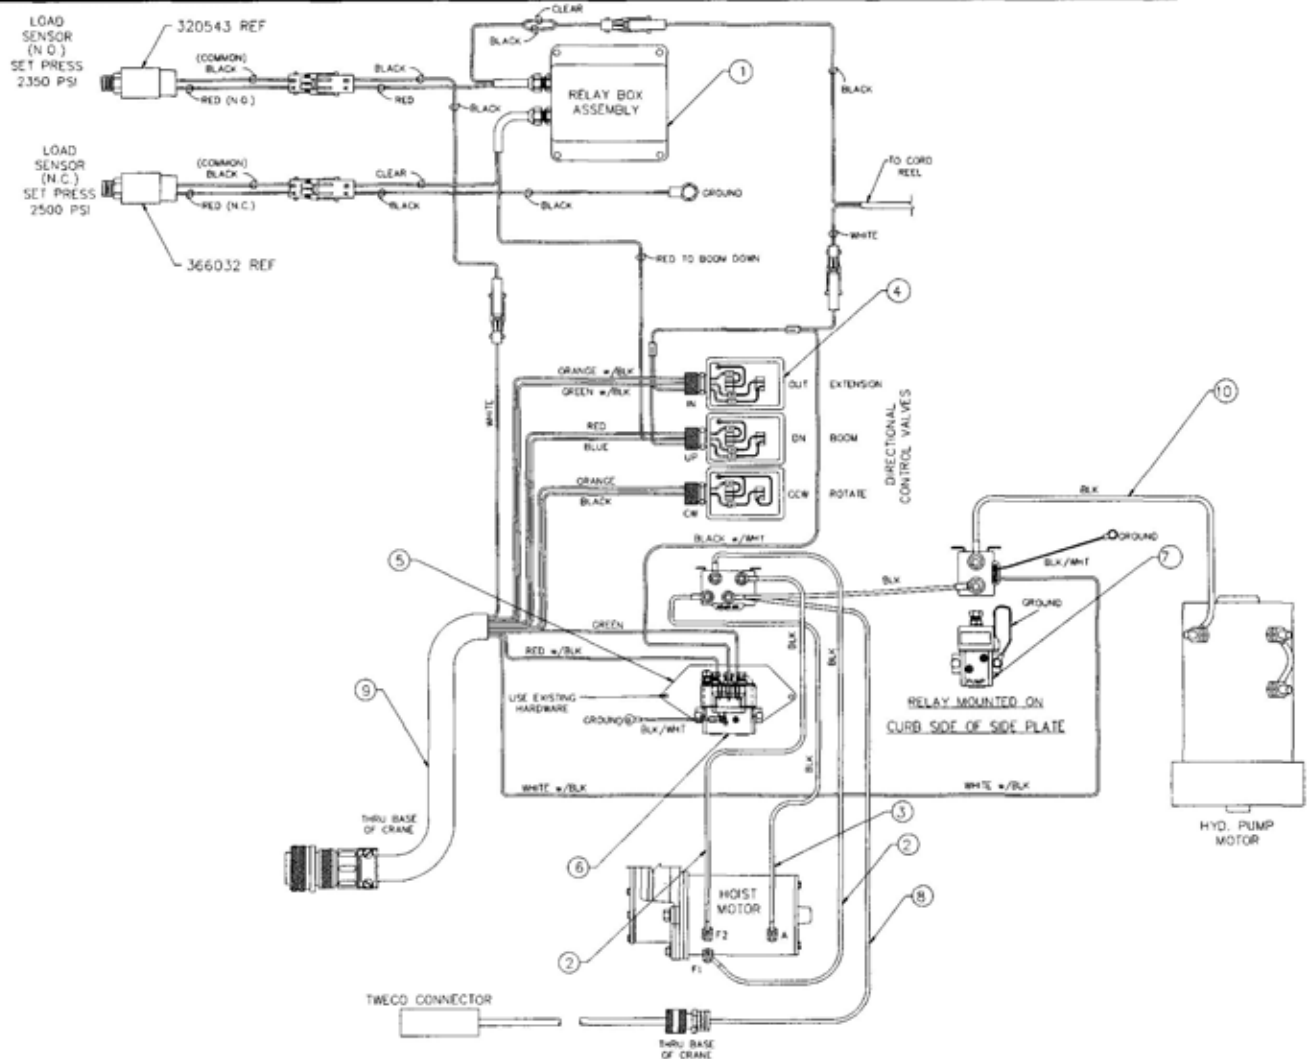 LOAD
SENSOR
(N.O.)
SET PRESS
2350 PSI
320543 REF
(COMMON)
BLACK
RED (N.O.)
BLACK
RED
BLACK
CLEAR
BLACK
RELAY BOX
ASSEMBLY
1
BLACK
LOAD
SENSOR
(N.C.)
SET PRESS
2500 PSI
(COMMON)
BLACK
RED (N.C.)
366032 REF
CLEAR
BLACK
BLACK
GROUND
TO CORD
REEL
WHITE
RED TO BOOM DOWN
4
WHITE
ORANGE w/BLK
GREEN w/BLK
IN
OUT
EXTENSION
RED
BLUE
UP
DN
BOOM
ORANGE
BLACK
CW
CCW
ROTATE
DIRECTIONAL
CONTROL VALVES
10
BLK
BLACK w/WHT
GROUND
BLK/WHT
7
5
BLK
GROUND
GREEN
RED w/BLK
BLK
BLK
PUMP
USE EXISTING
HARDWARE
GROUND
BLK/WHT
RELAY MOUNTED ON
CURB SIDE OF SIDE PLATE
9
BLK
WHITE w/BLK
WHITE w/BLK
THRU BASE
OF CRANE
HYD. PUMP
MOTOR
6
3
2
HOIST
MOTOR
8
F2
A
2
F1
TWECO CONNECTOR
THRU BASE
OF CRANE